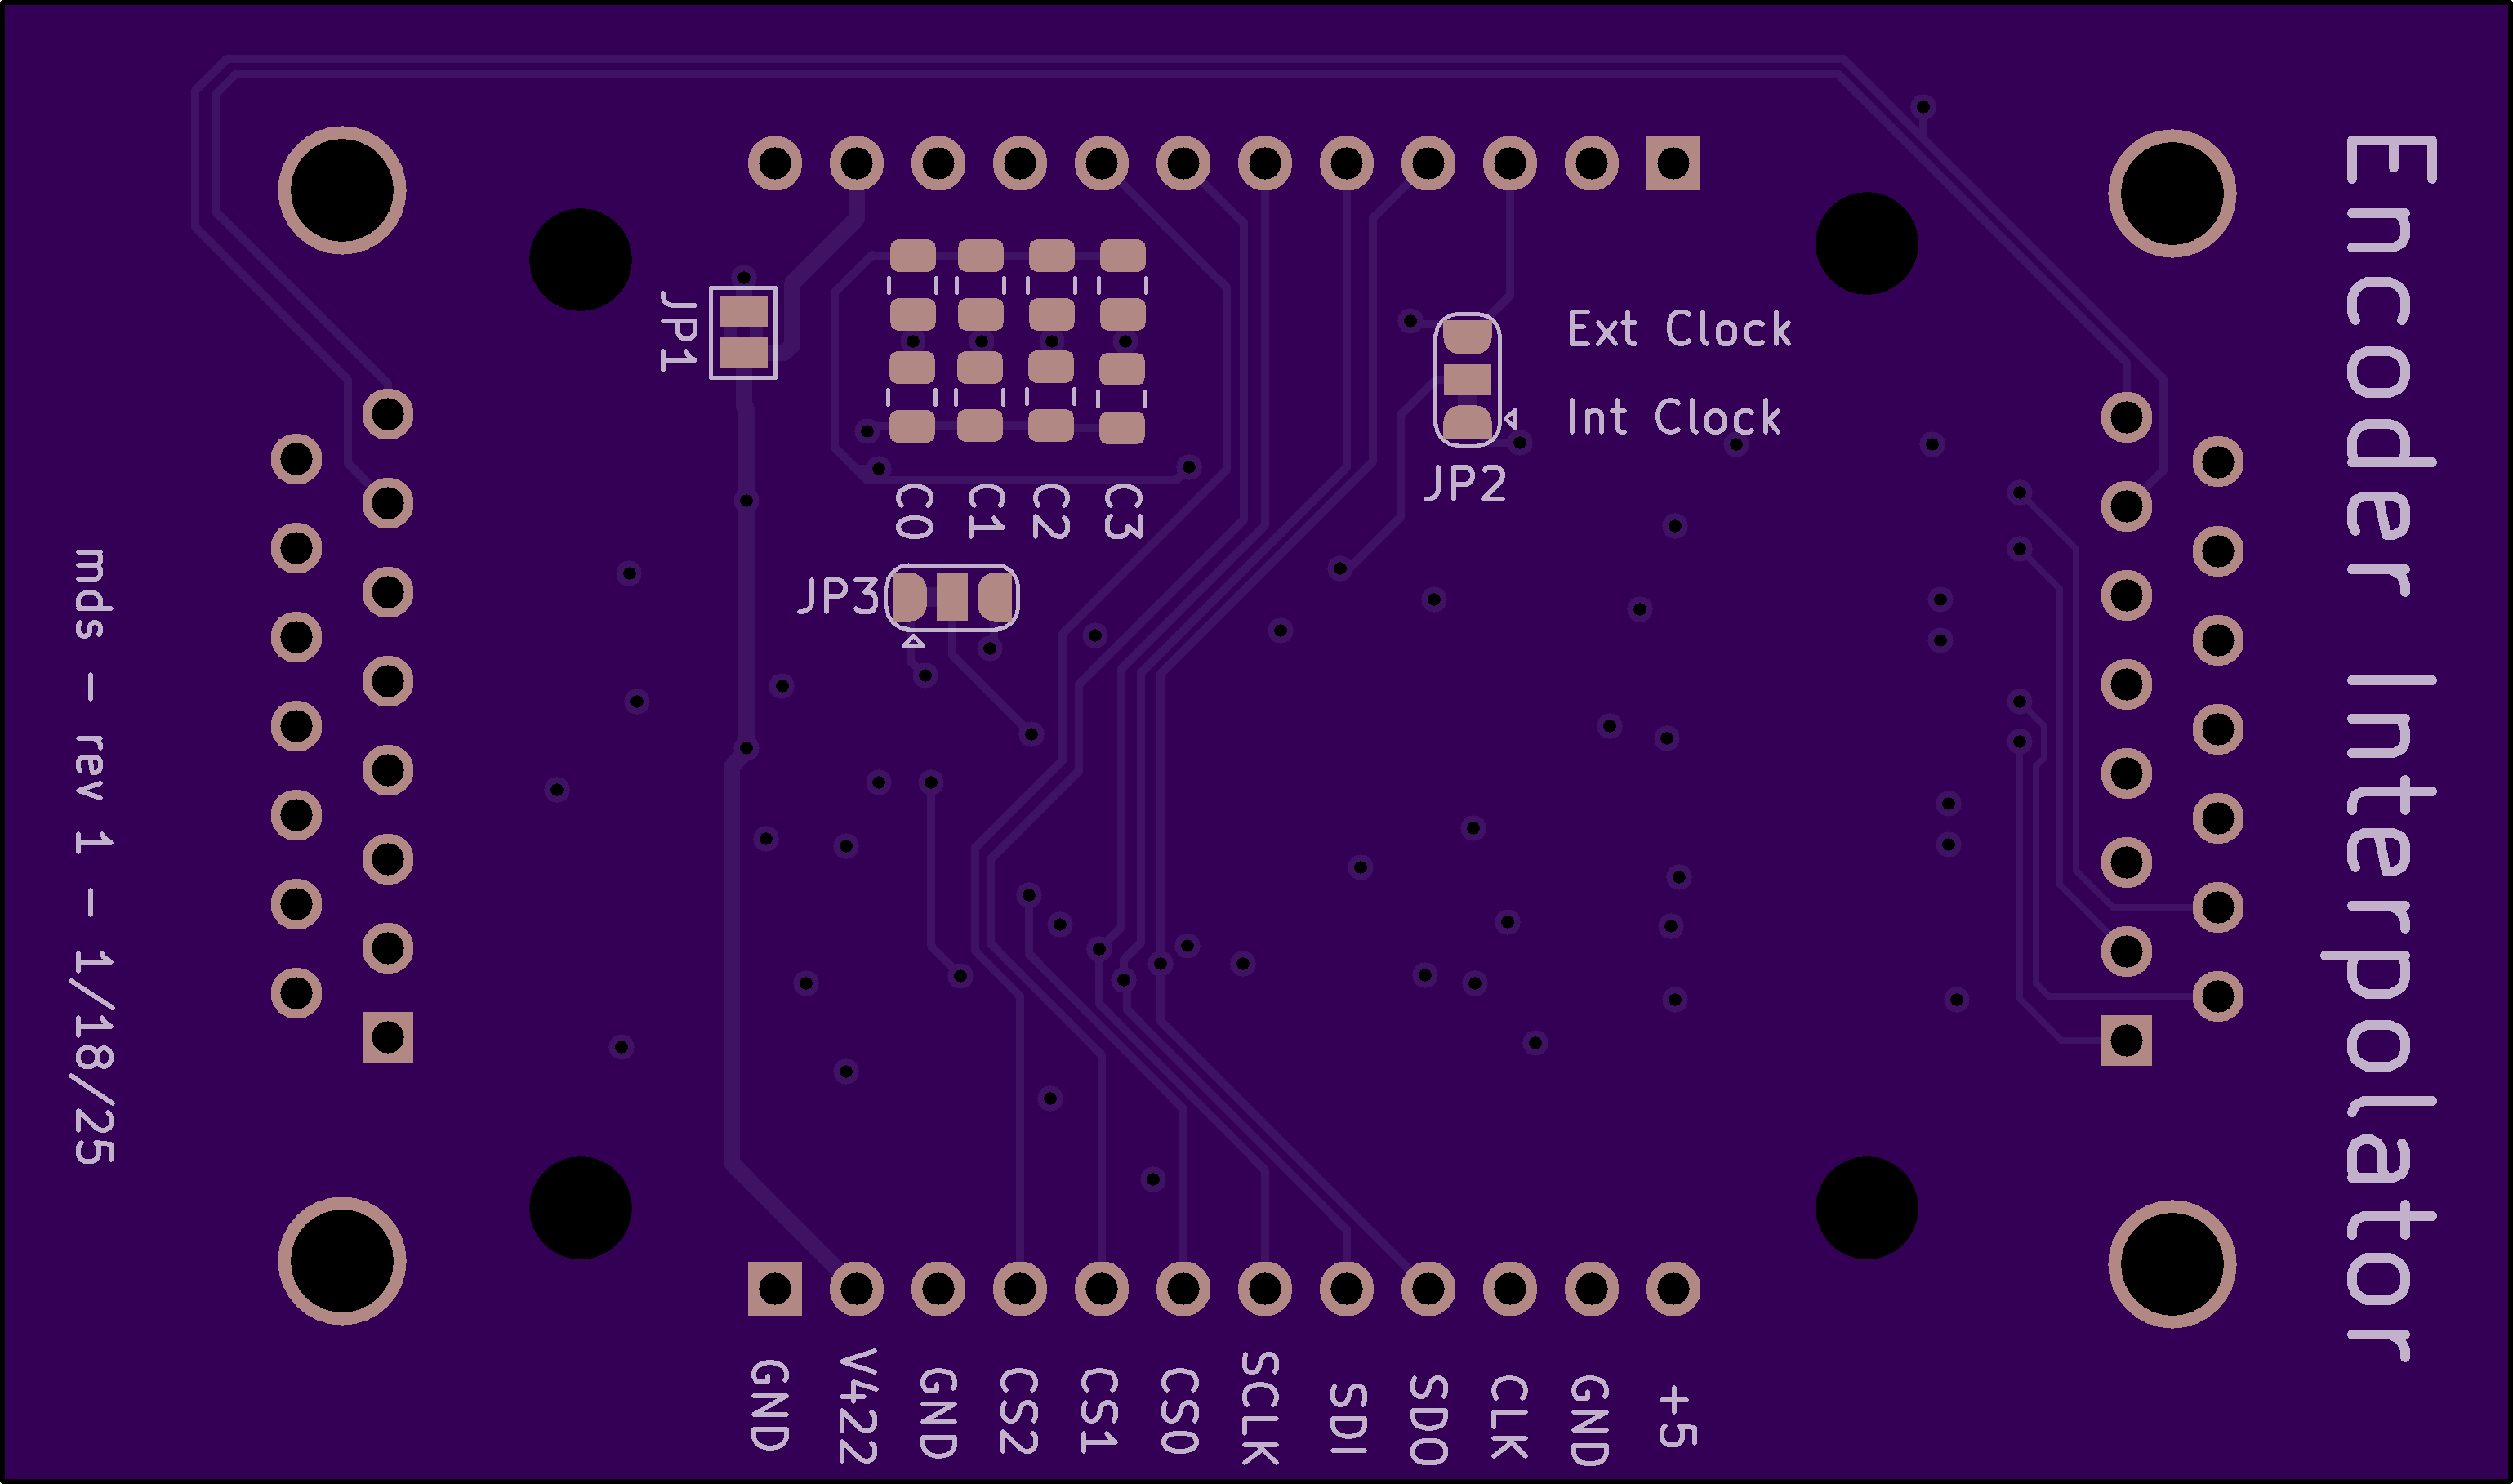 Encoder Interpolator
JP1
Ext Clock
Int Clock
JP2
C0
C1
C2
C3
JP3
mds - rev 1 - 1/18/25
GND
V422
GND
CS2
CS1
CS0
SCLK
SDI
SDO
CLK
GND
+5